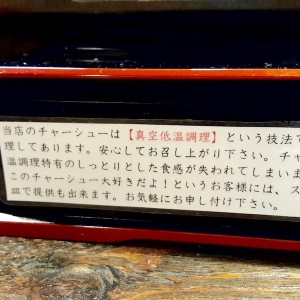 当店のチャーシューは【真空低温調理】という技法で
理してあります。安心してお召し上がり下さい。チャ
温調理特有のしっとりとした食感が失われてしまいま
このチャーシュー大好きだよ！というお客様には、ス
皿で提供も出来ます。お気軽にお申し付け下さい。